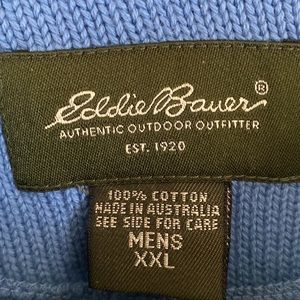 Eddie Bauer®
AUTHENTIC OUTDOOR OUTFITTER
EST. 1920
100% COTTON
MADE IN AUSTRALIA
SEE SIDE FOR CARE
MENS
XXL